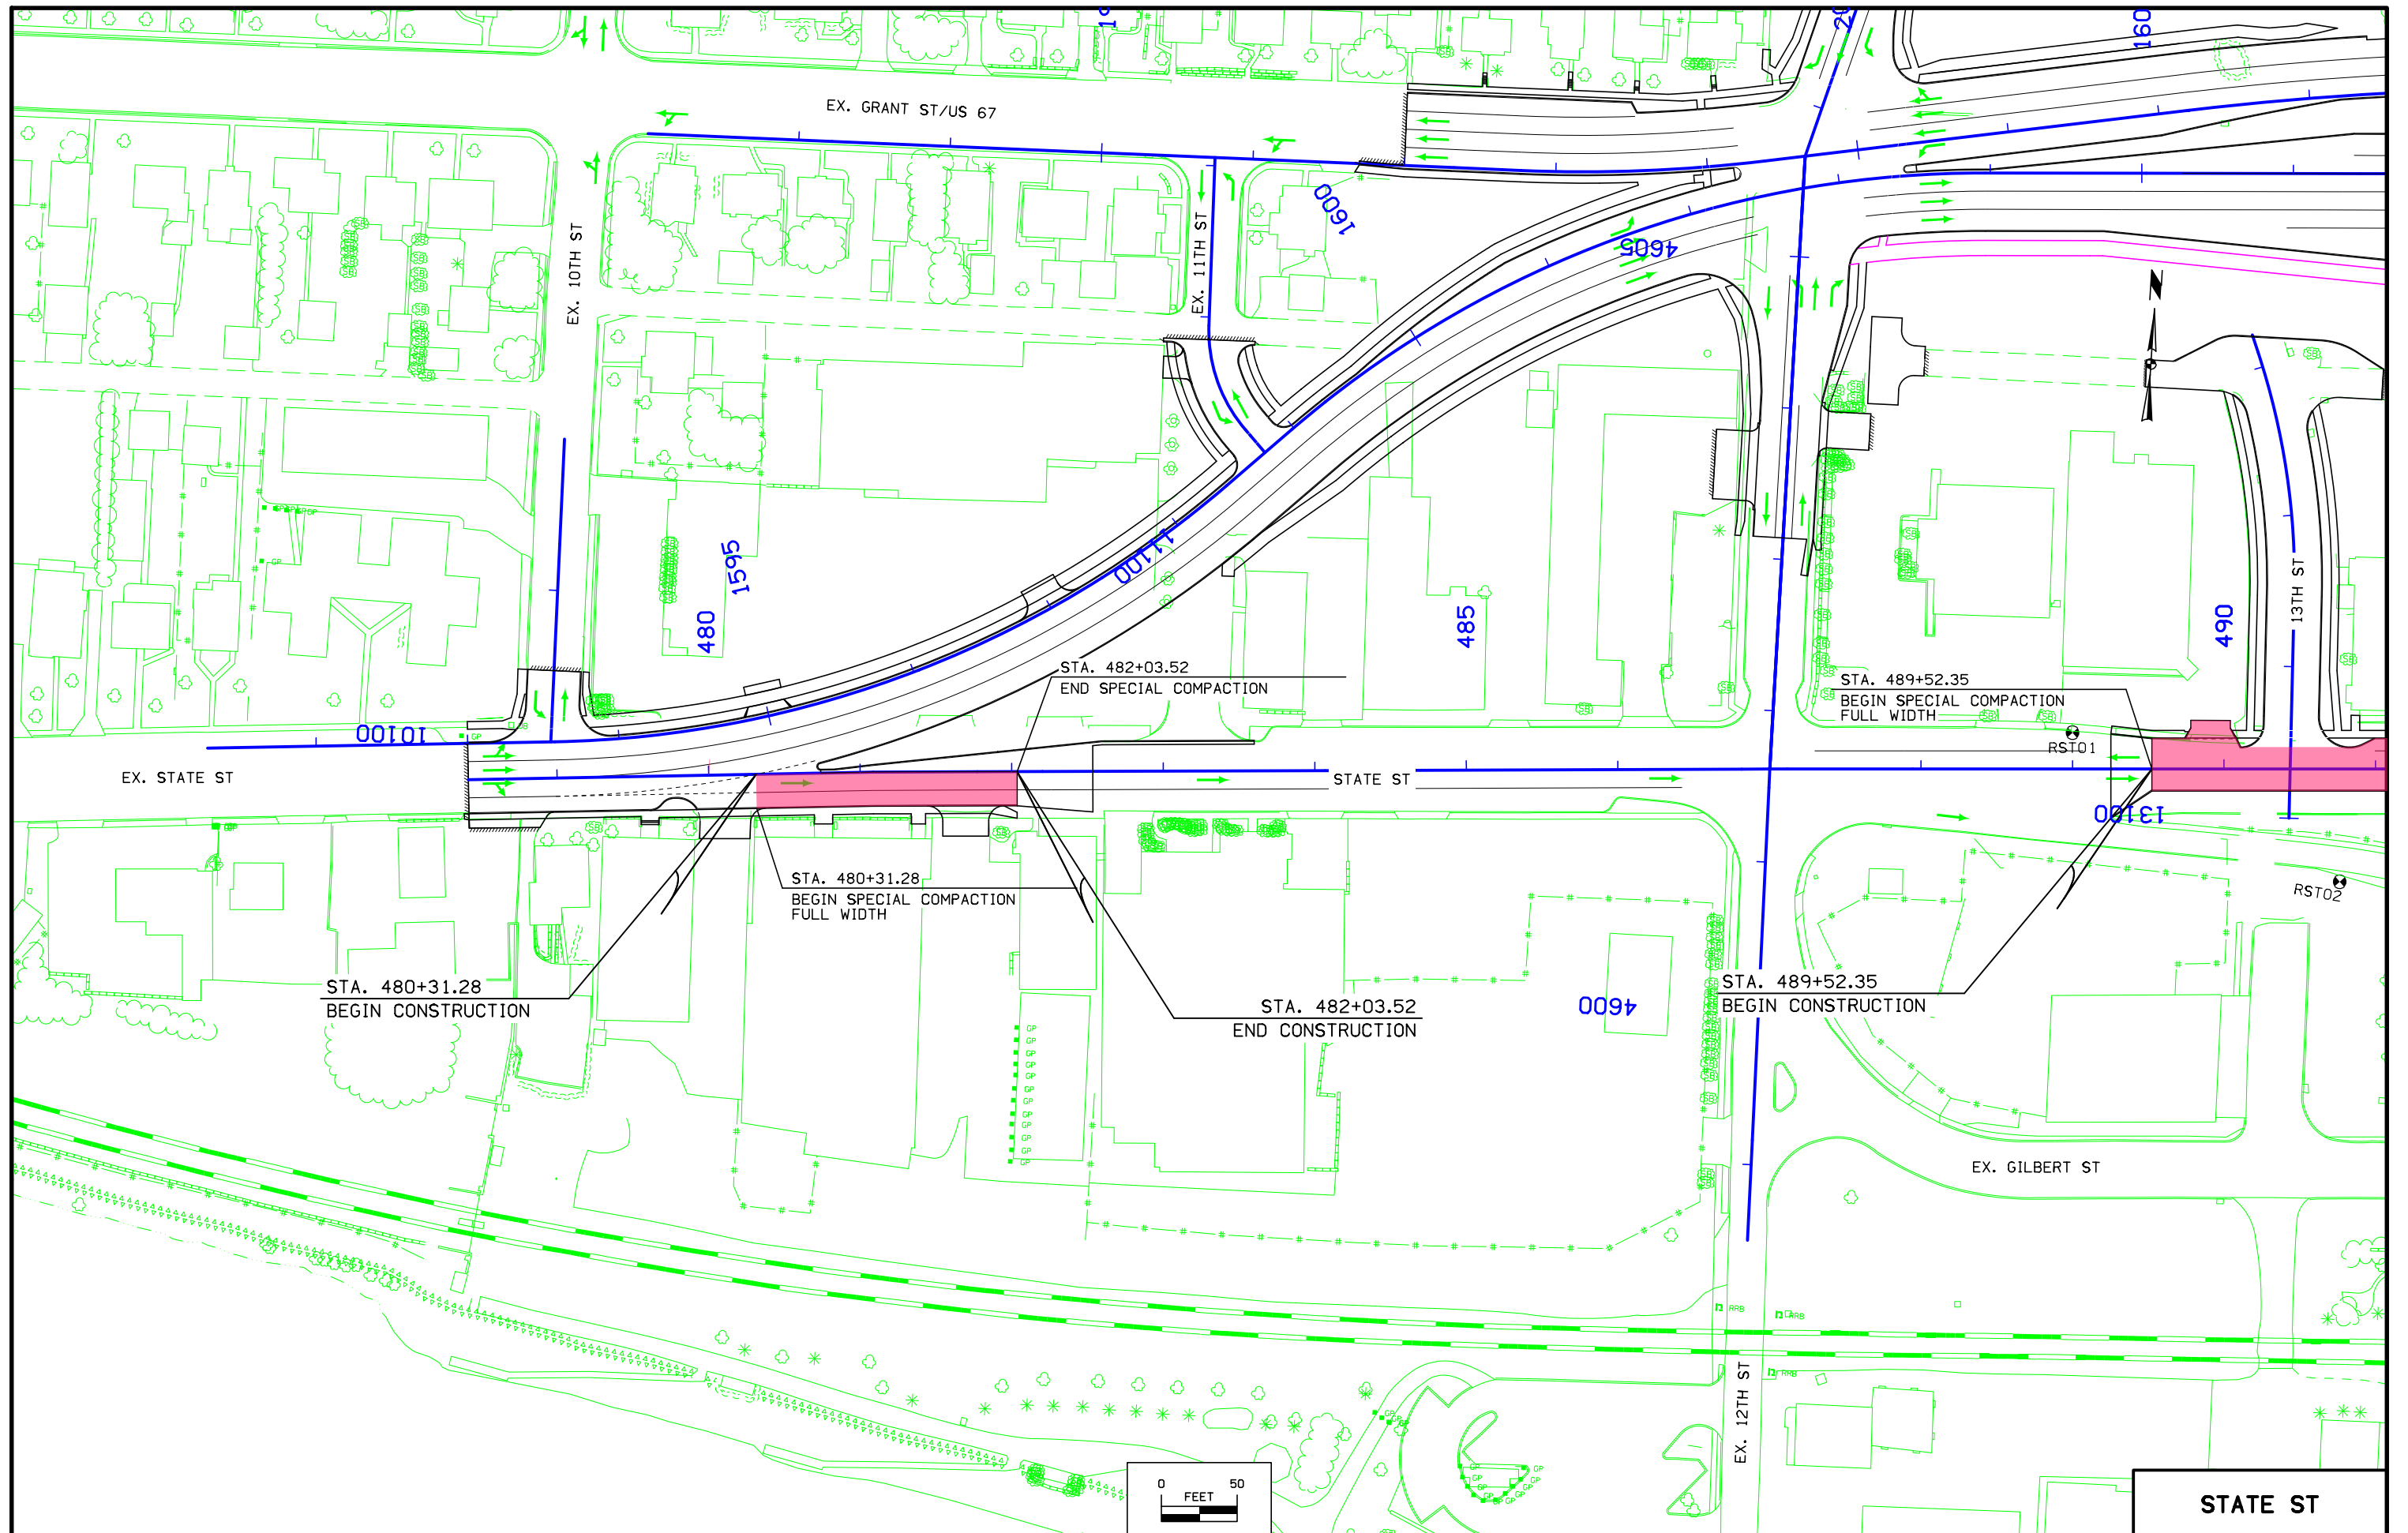 EX. GRANT ST/US 67
160
EX. 10TH ST
EX. 11TH ST
1600
4605
1595
480
11100
485
490
13TH ST
STA. 482+03.52
END SPECIAL COMPACTION
STA. 489+52.35
BEGIN SPECIAL COMPACTION
FULL WIDTH
10100
RST01
EX. STATE ST
STATE ST
13100
STA. 480+31.28
BEGIN SPECIAL COMPACTION
FULL WIDTH
RST02
STA. 480+31.28
BEGIN CONSTRUCTION
STA. 482+03.52
END CONSTRUCTION
4600
STA. 489+52.35
BEGIN CONSTRUCTION
EX. GILBERT ST
EX. 12TH ST
0 50
FEET
STATE ST